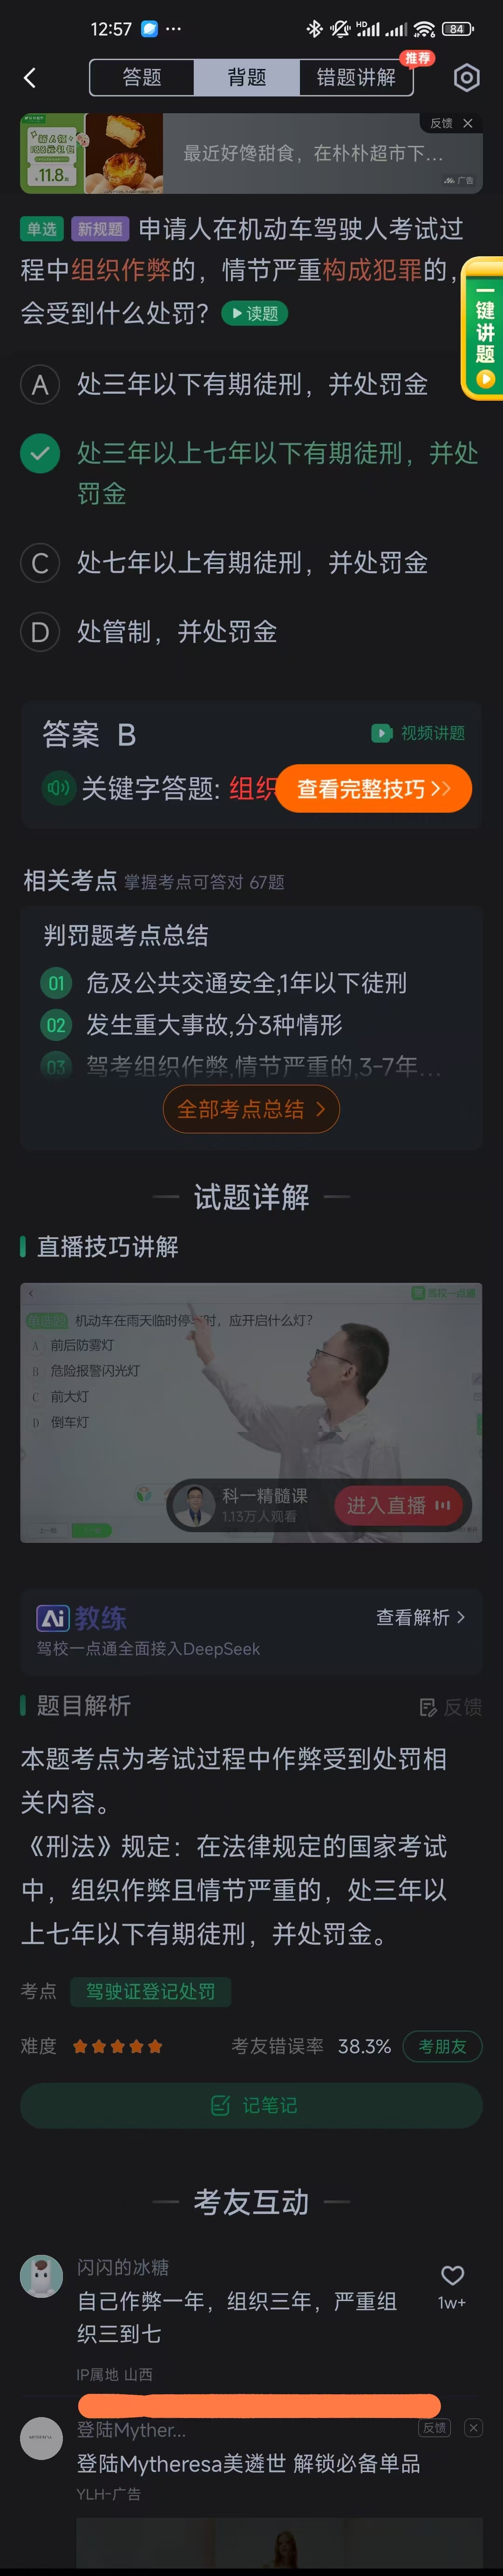 12:57
HD
84
答题
背题
错题讲解
推荐
11.8
最近好馋甜食，在朴朴超市下...
反馈
广告
单选 新规题 申请人在机动车驾驶人考试过
程中组织作弊的，情节严重构成犯罪的，
会受到什么处罚？ 读题
一键讲题
A 处三年以下有期徒刑，并处罚金
处三年以上七年以下有期徒刑，并处
罚金
C 处七年以上有期徒刑，并处罚金
D 处管制，并处罚金
答案 B
视频讲题
关键字答题: 组织
查看完整技巧
相关考点 掌握考点可答对 67题
判罚题考点总结
01 危及公共交通安全,1年以下徒刑
02 发生重大事故,分3种情形
03 驾考组织作弊,情节严重的,3-7年...
全部考点总结
试题详解
直播技巧讲解
驾校一点通
单选题 机动车在雨天临时停车时，应开启什么灯？
A 前后防雾灯
B 危险报警闪光灯
C 前大灯
D 倒车灯
科一精髓课
1.13万人观看
进入直播
Ai 教练
查看解析
驾校一点通全面接入DeepSeek
题目解析
反馈
本题考点为考试过程中作弊受到处罚相
关内容。
《刑法》规定：在法律规定的国家考试
中，组织作弊且情节严重的，处三年以
上七年以下有期徒刑，并处罚金。
考点 驾驶证登记处罚
难度
考友错误率 38.3%
考朋友
记笔记
考友互动
闪闪的冰糖
自己作弊一年，组织三年，严重组
织三到七
1w+
IP属地 山西
登陆Myther...
反馈
登陆Mytheresa美遴世 解锁必备单品
YLH-广告